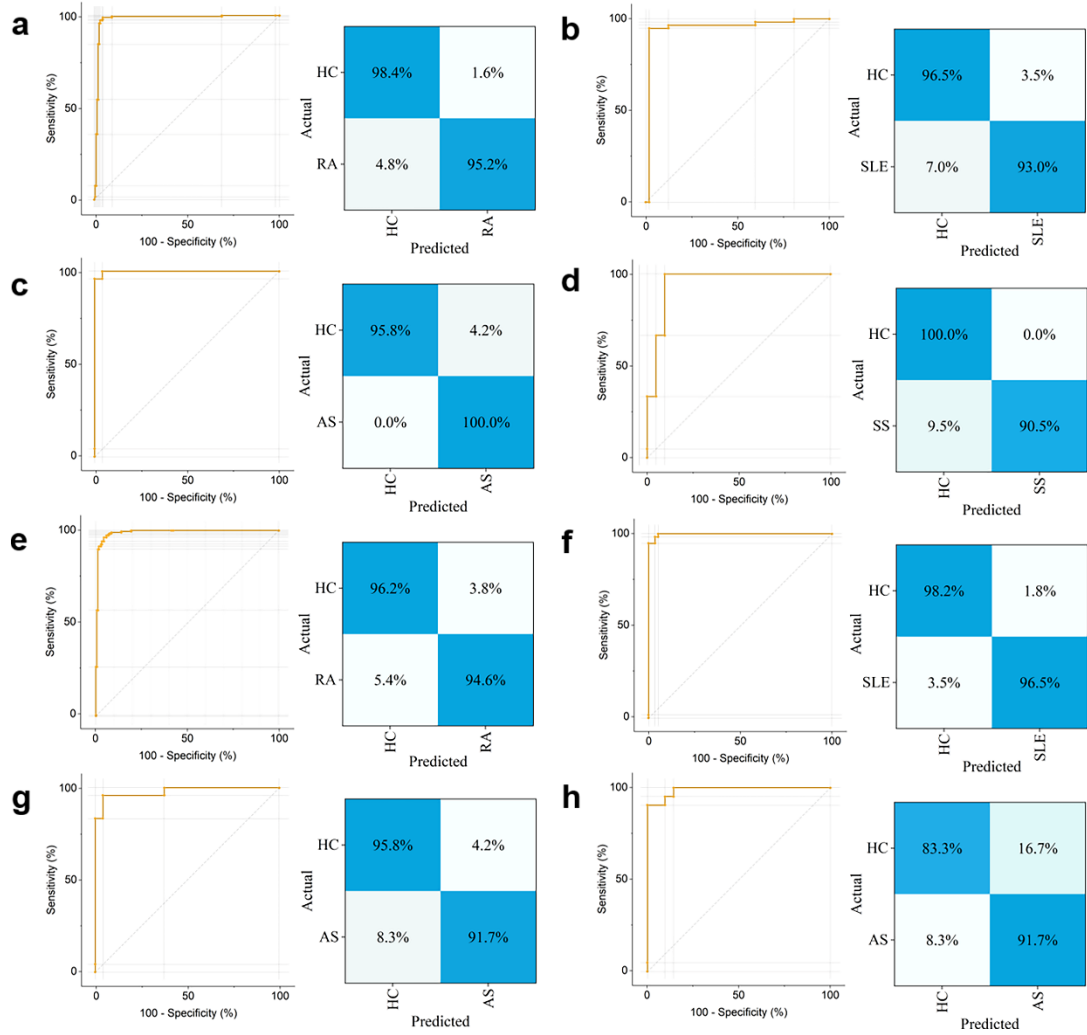 a
100
50
0
Sensitivity (%)
0 50 100
100 - Specificity (%)
Actual
HC 98.4% 1.6%
RA 4.8% 95.2%
HC RA
Predicted
b
100
50
0
Sensitivity (%)
0 50 100
100 - Specificity (%)
Actual
HC 96.5% 3.5%
SLE 7.0% 93.0%
HC SLE
Predicted
c
100
50
0
Sensitivity (%)
0 50 100
100 - Specificity (%)
Actual
HC 95.8% 4.2%
AS 0.0% 100.0%
HC AS
Predicted
d
100
50
0
Sensitivity (%)
0 50 100
100 - Specificity (%)
Actual
HC 100.0% 0.0%
SS 9.5% 90.5%
HC SS
Predicted
e
100
50
0
Sensitivity (%)
0 50 100
100 - Specificity (%)
Actual
HC 96.2% 3.8%
RA 5.4% 94.6%
HC RA
Predicted
f
100
50
0
Sensitivity (%)
0 50 100
100 - Specificity (%)
Actual
HC 98.2% 1.8%
SLE 3.5% 96.5%
HC SLE
Predicted
g
100
50
0
Sensitivity (%)
0 50 100
100 - Specificity (%)
Actual
HC 95.8% 4.2%
AS 8.3% 91.7%
HC AS
Predicted
h
100
50
0
Sensitivity (%)
0 50 100
100 - Specificity (%)
Actual
HC 83.3% 16.7%
AS 8.3% 91.7%
HC AS
Predicted